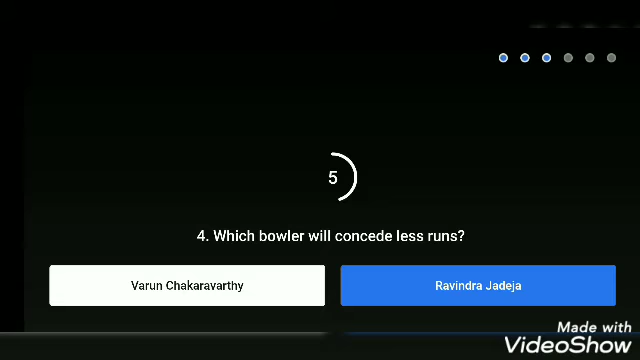 5
4. Which bowler will concede less runs?
Varun Chakaravarthy
Ravindra Jadeja
Made with
VideoShow